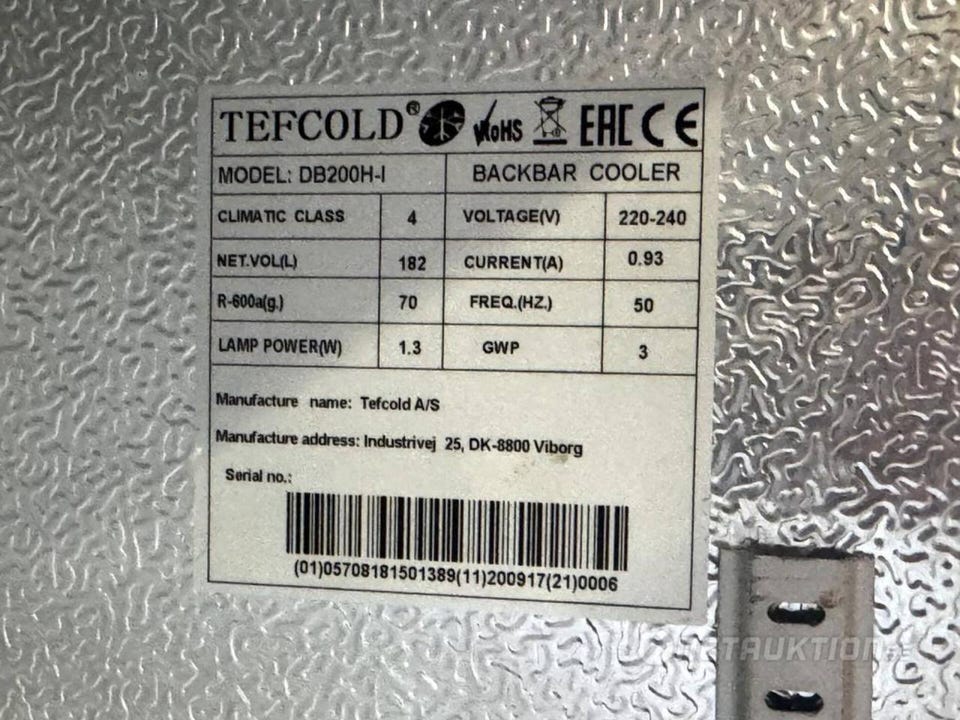 TEFCOLD® RoHS EAC CE
MODEL: DB200H-I BACKBAR COOLER
CLIMATIC CLASS 4 VOLTAGE(V) 220-240
NET.VOL(L) 182 CURRENT(A) 0.93
R-600a(g.) 70 FREQ.(HZ.) 50
LAMP POWER(W) 1.3 GWP 3
Manufacture name: Tefcold A/S
Manufacture address: Industrivej 25, DK-8800 Viborg
Serial no.:
(01)05708181501389(11)200917(21)0006